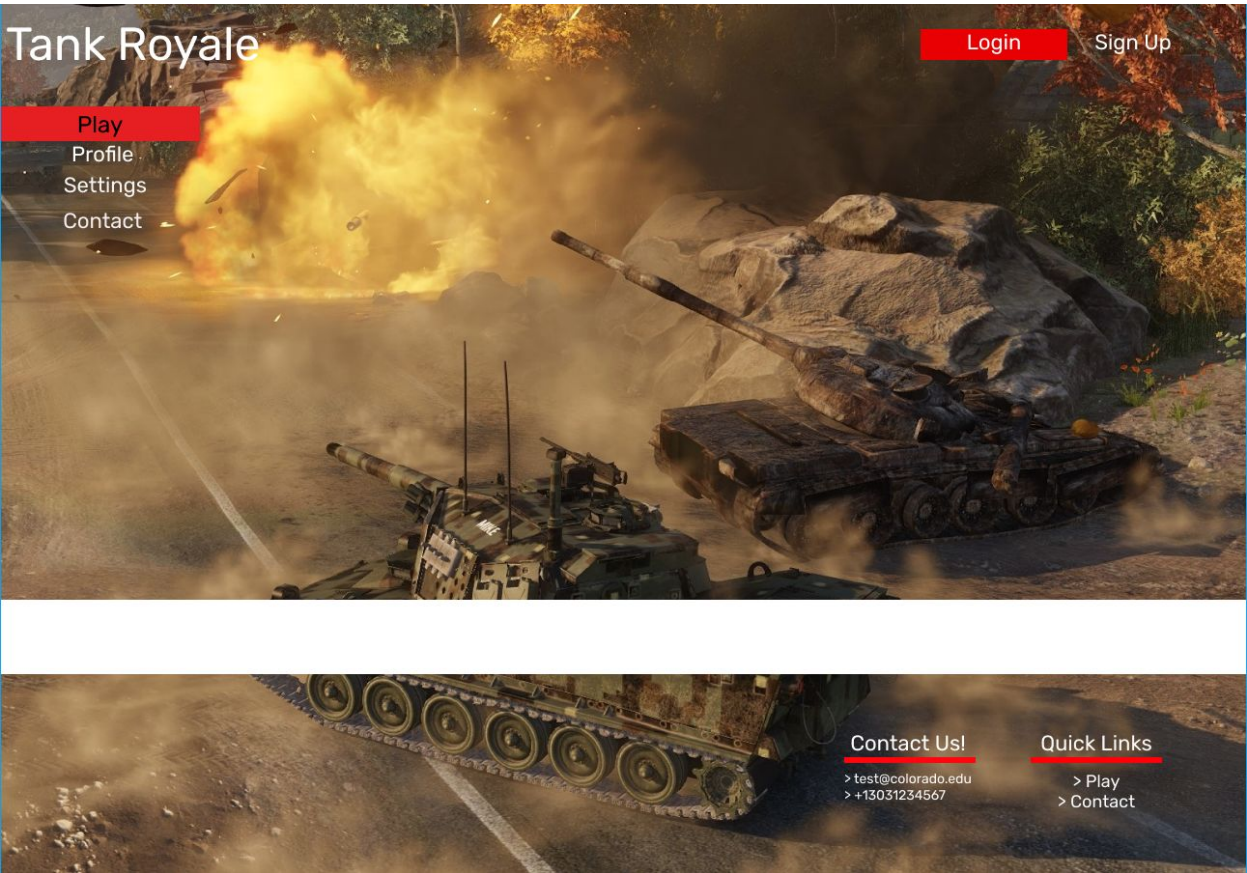 Tank Royale
Login
Sign Up
Play
Profile
Settings
Contact
MIKE
Contact Us!
> test@colorado.edu
> +13031234567
Quick Links
> Play
> Contact